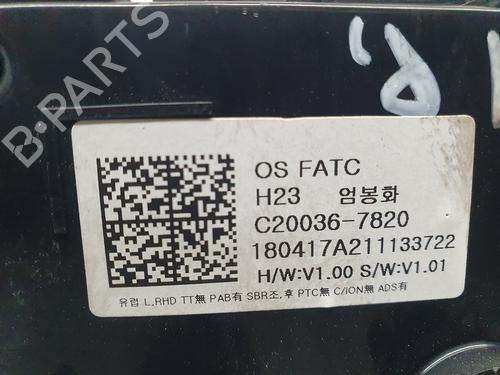 B-PARTS
OS FATC
H23 엄봉화
C20036-7820
180417A211133722
H/W:V1.00 S/W:V1.01
유럽 L,RHD TT無 PAB有 SBR조,후 PTC無 C/ION無 ADS有